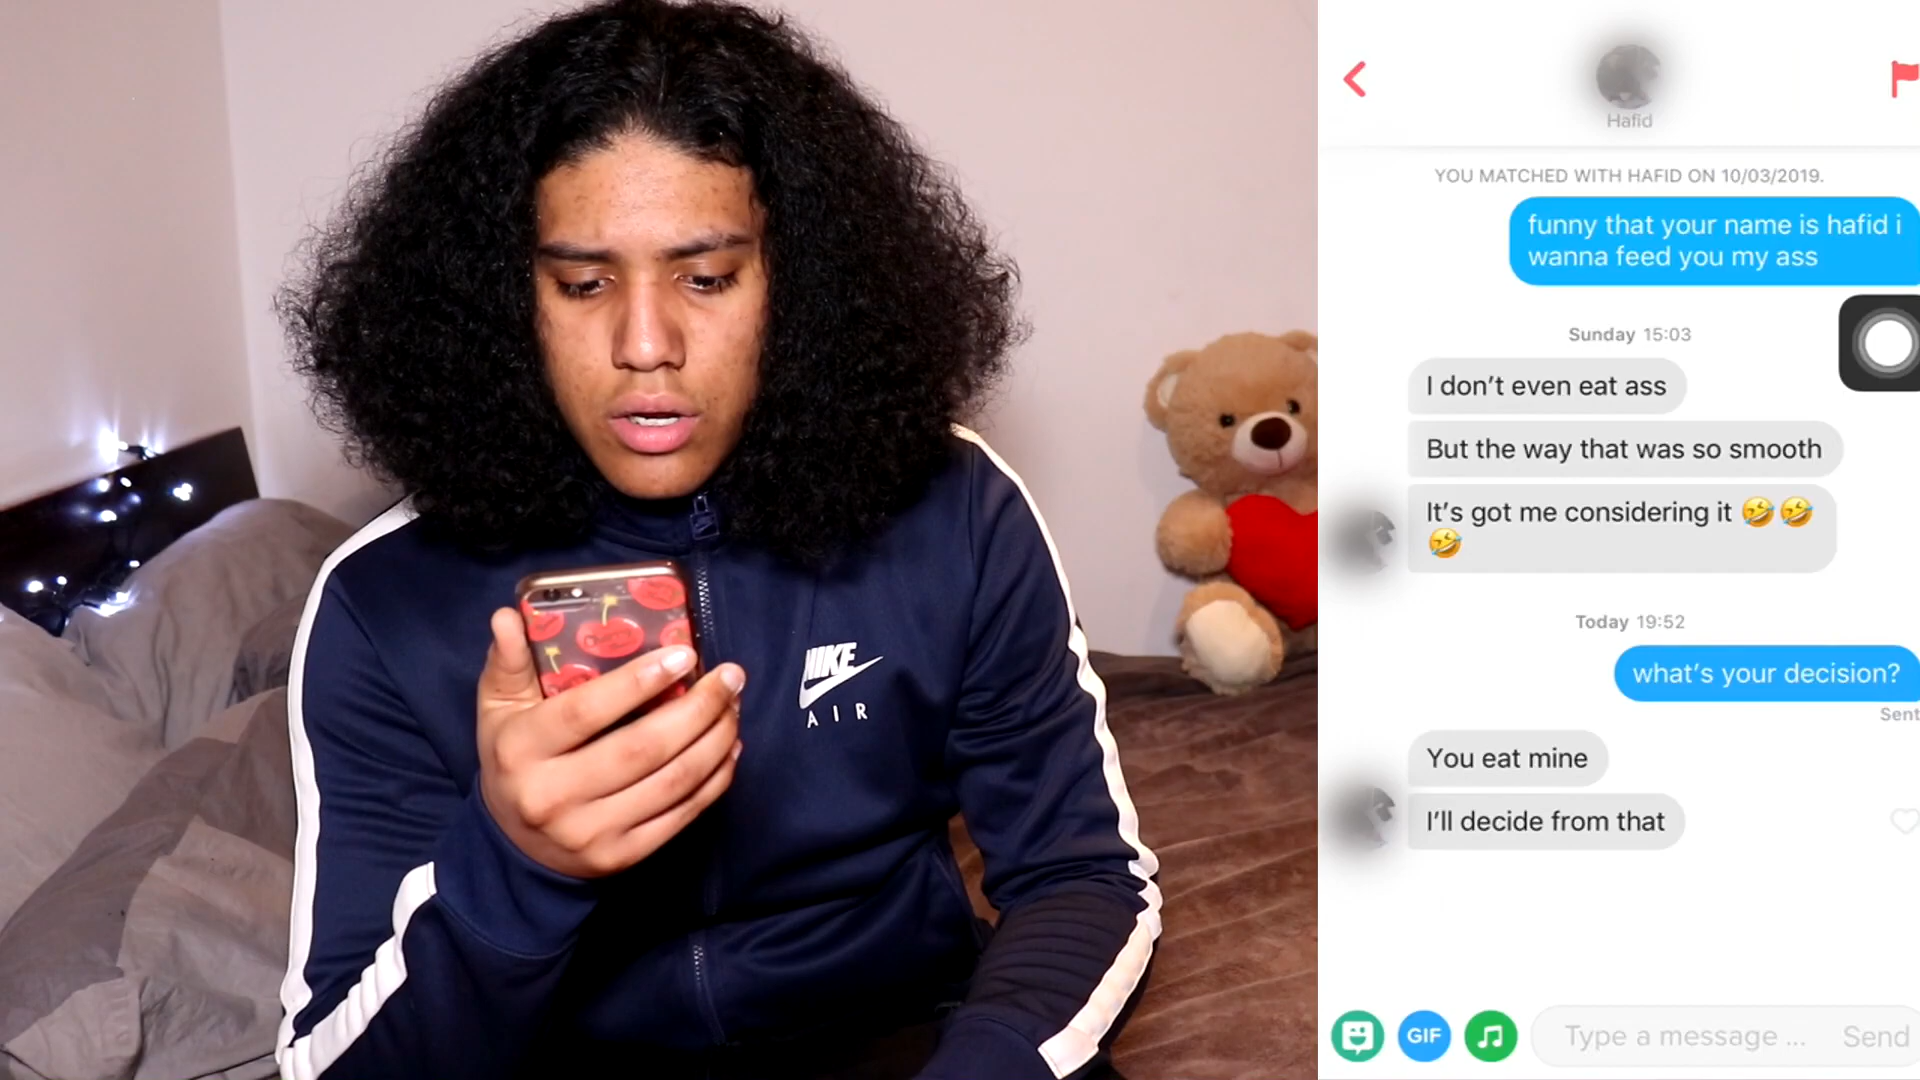 NIKE
AIR
Hafid
YOU MATCHED WITH HAFID ON 10/03/2019.
funny that your name is hafid i
wanna feed you my ass
Sunday 15:03
I don’t even eat ass
But the way that was so smooth
It’s got me considering it 🤣🤣
🤣
Today 19:52
what’s your decision?
Sent
You eat mine
I’ll decide from that
GIF
Type a message ...
Send